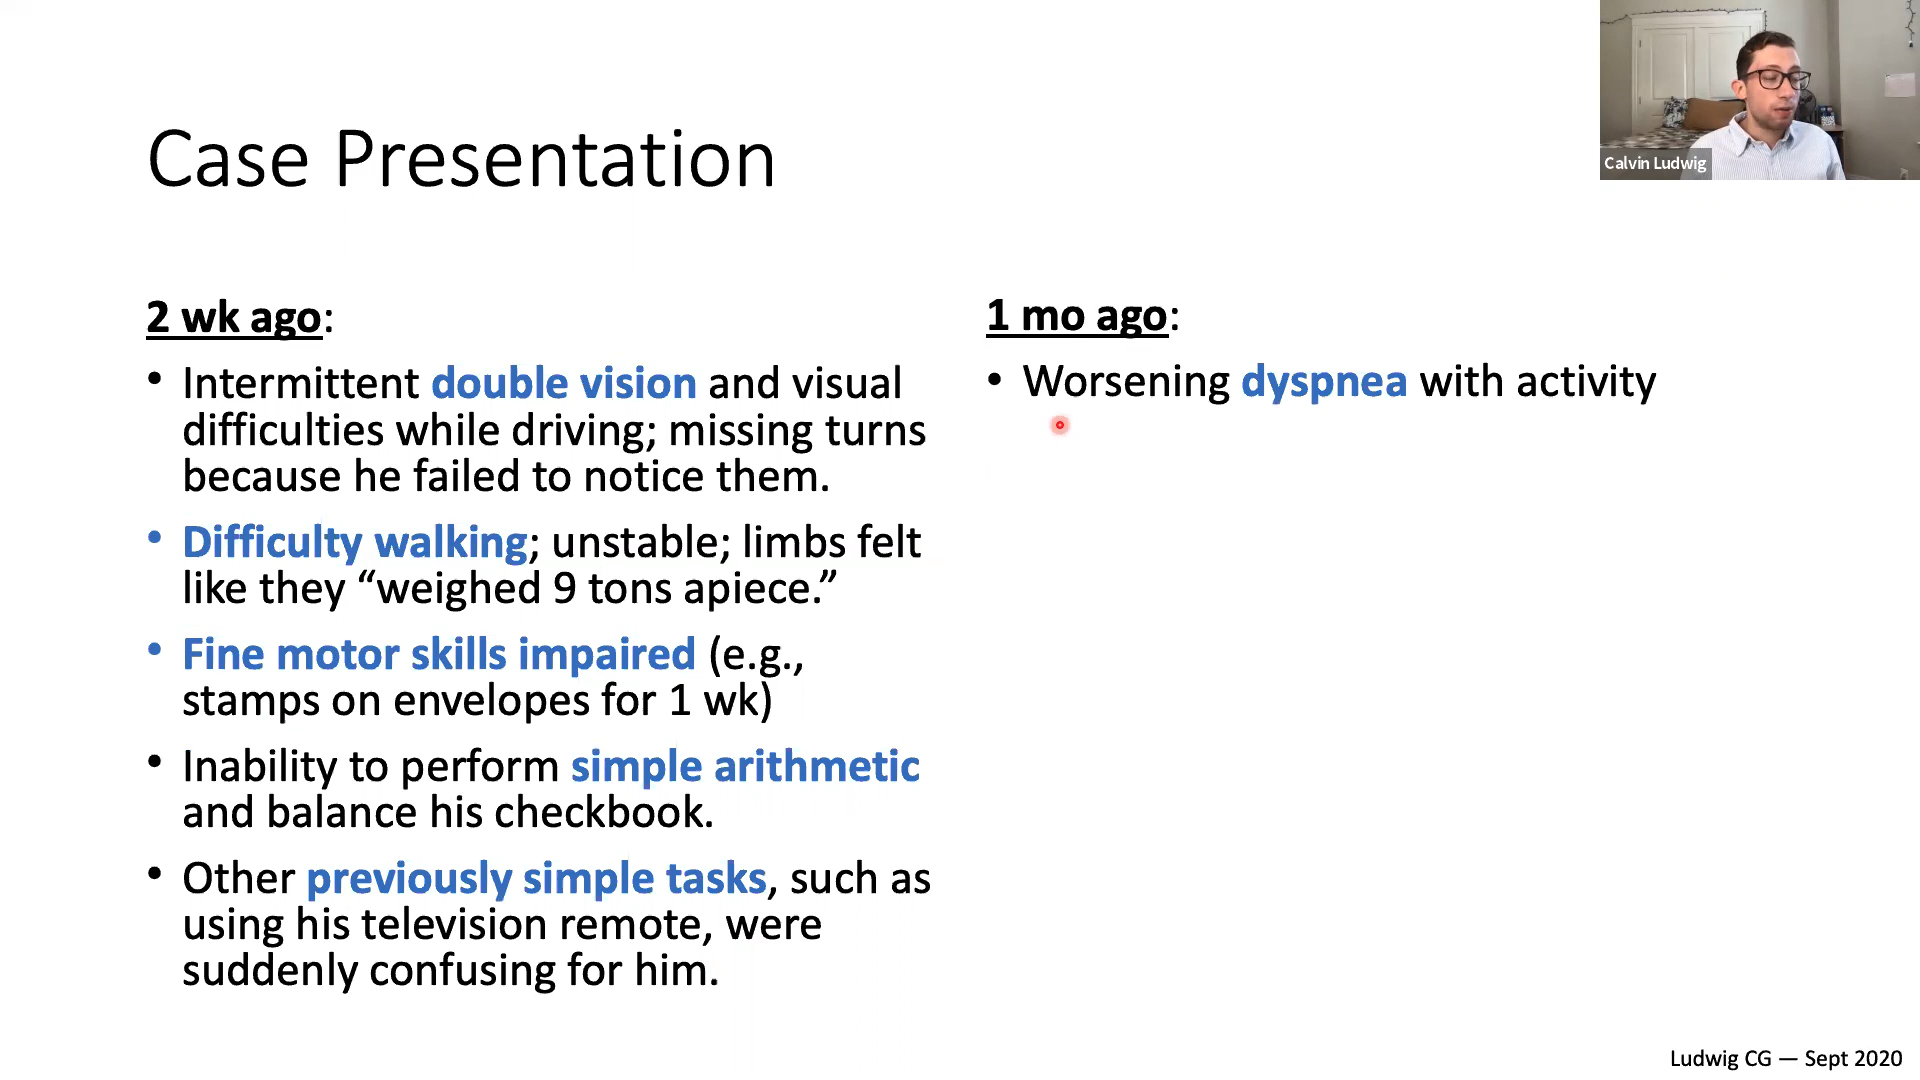 Case Presentation
Calvin Ludwig
2 wk ago:
• Intermittent double vision and visual
difficulties while driving; missing turns
because he failed to notice them.
• Difficulty walking; unstable; limbs felt
like they “weighed 9 tons apiece.”
• Fine motor skills impaired (e.g.,
stamps on envelopes for 1 wk)
• Inability to perform simple arithmetic
and balance his checkbook.
• Other previously simple tasks, such as
using his television remote, were
suddenly confusing for him.
1 mo ago:
• Worsening dyspnea with activity
Ludwig CG — Sept 2020